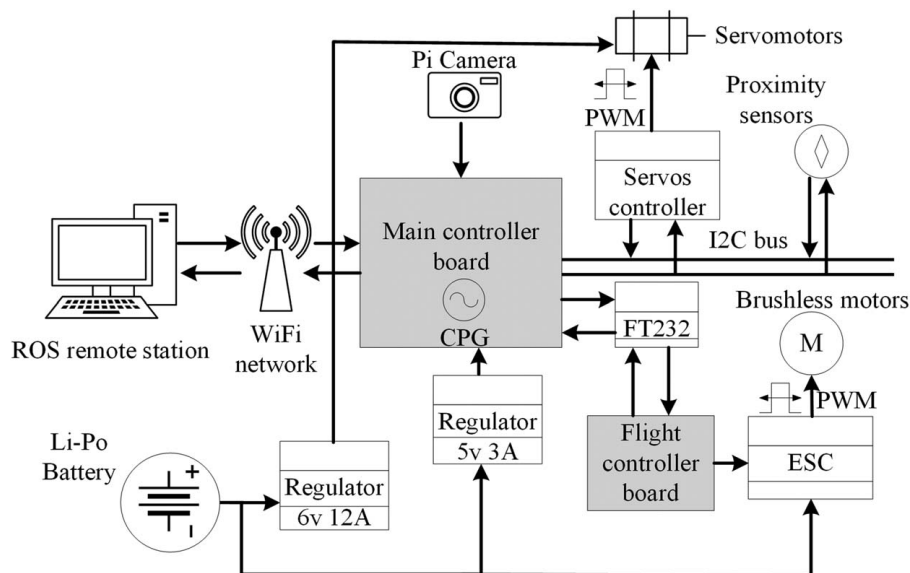 Servomotors
Pi Camera
PWM
Proximity
sensors
Servos
controller
Main controller
board
I2C bus
CPG
FT232
Brushless motors
M
ROS remote station
WiFi
network
Regulator
5v 3A
PWM
Flight
controller
board
ESC
Li-Po
Battery
+
Regulator
6v 12A